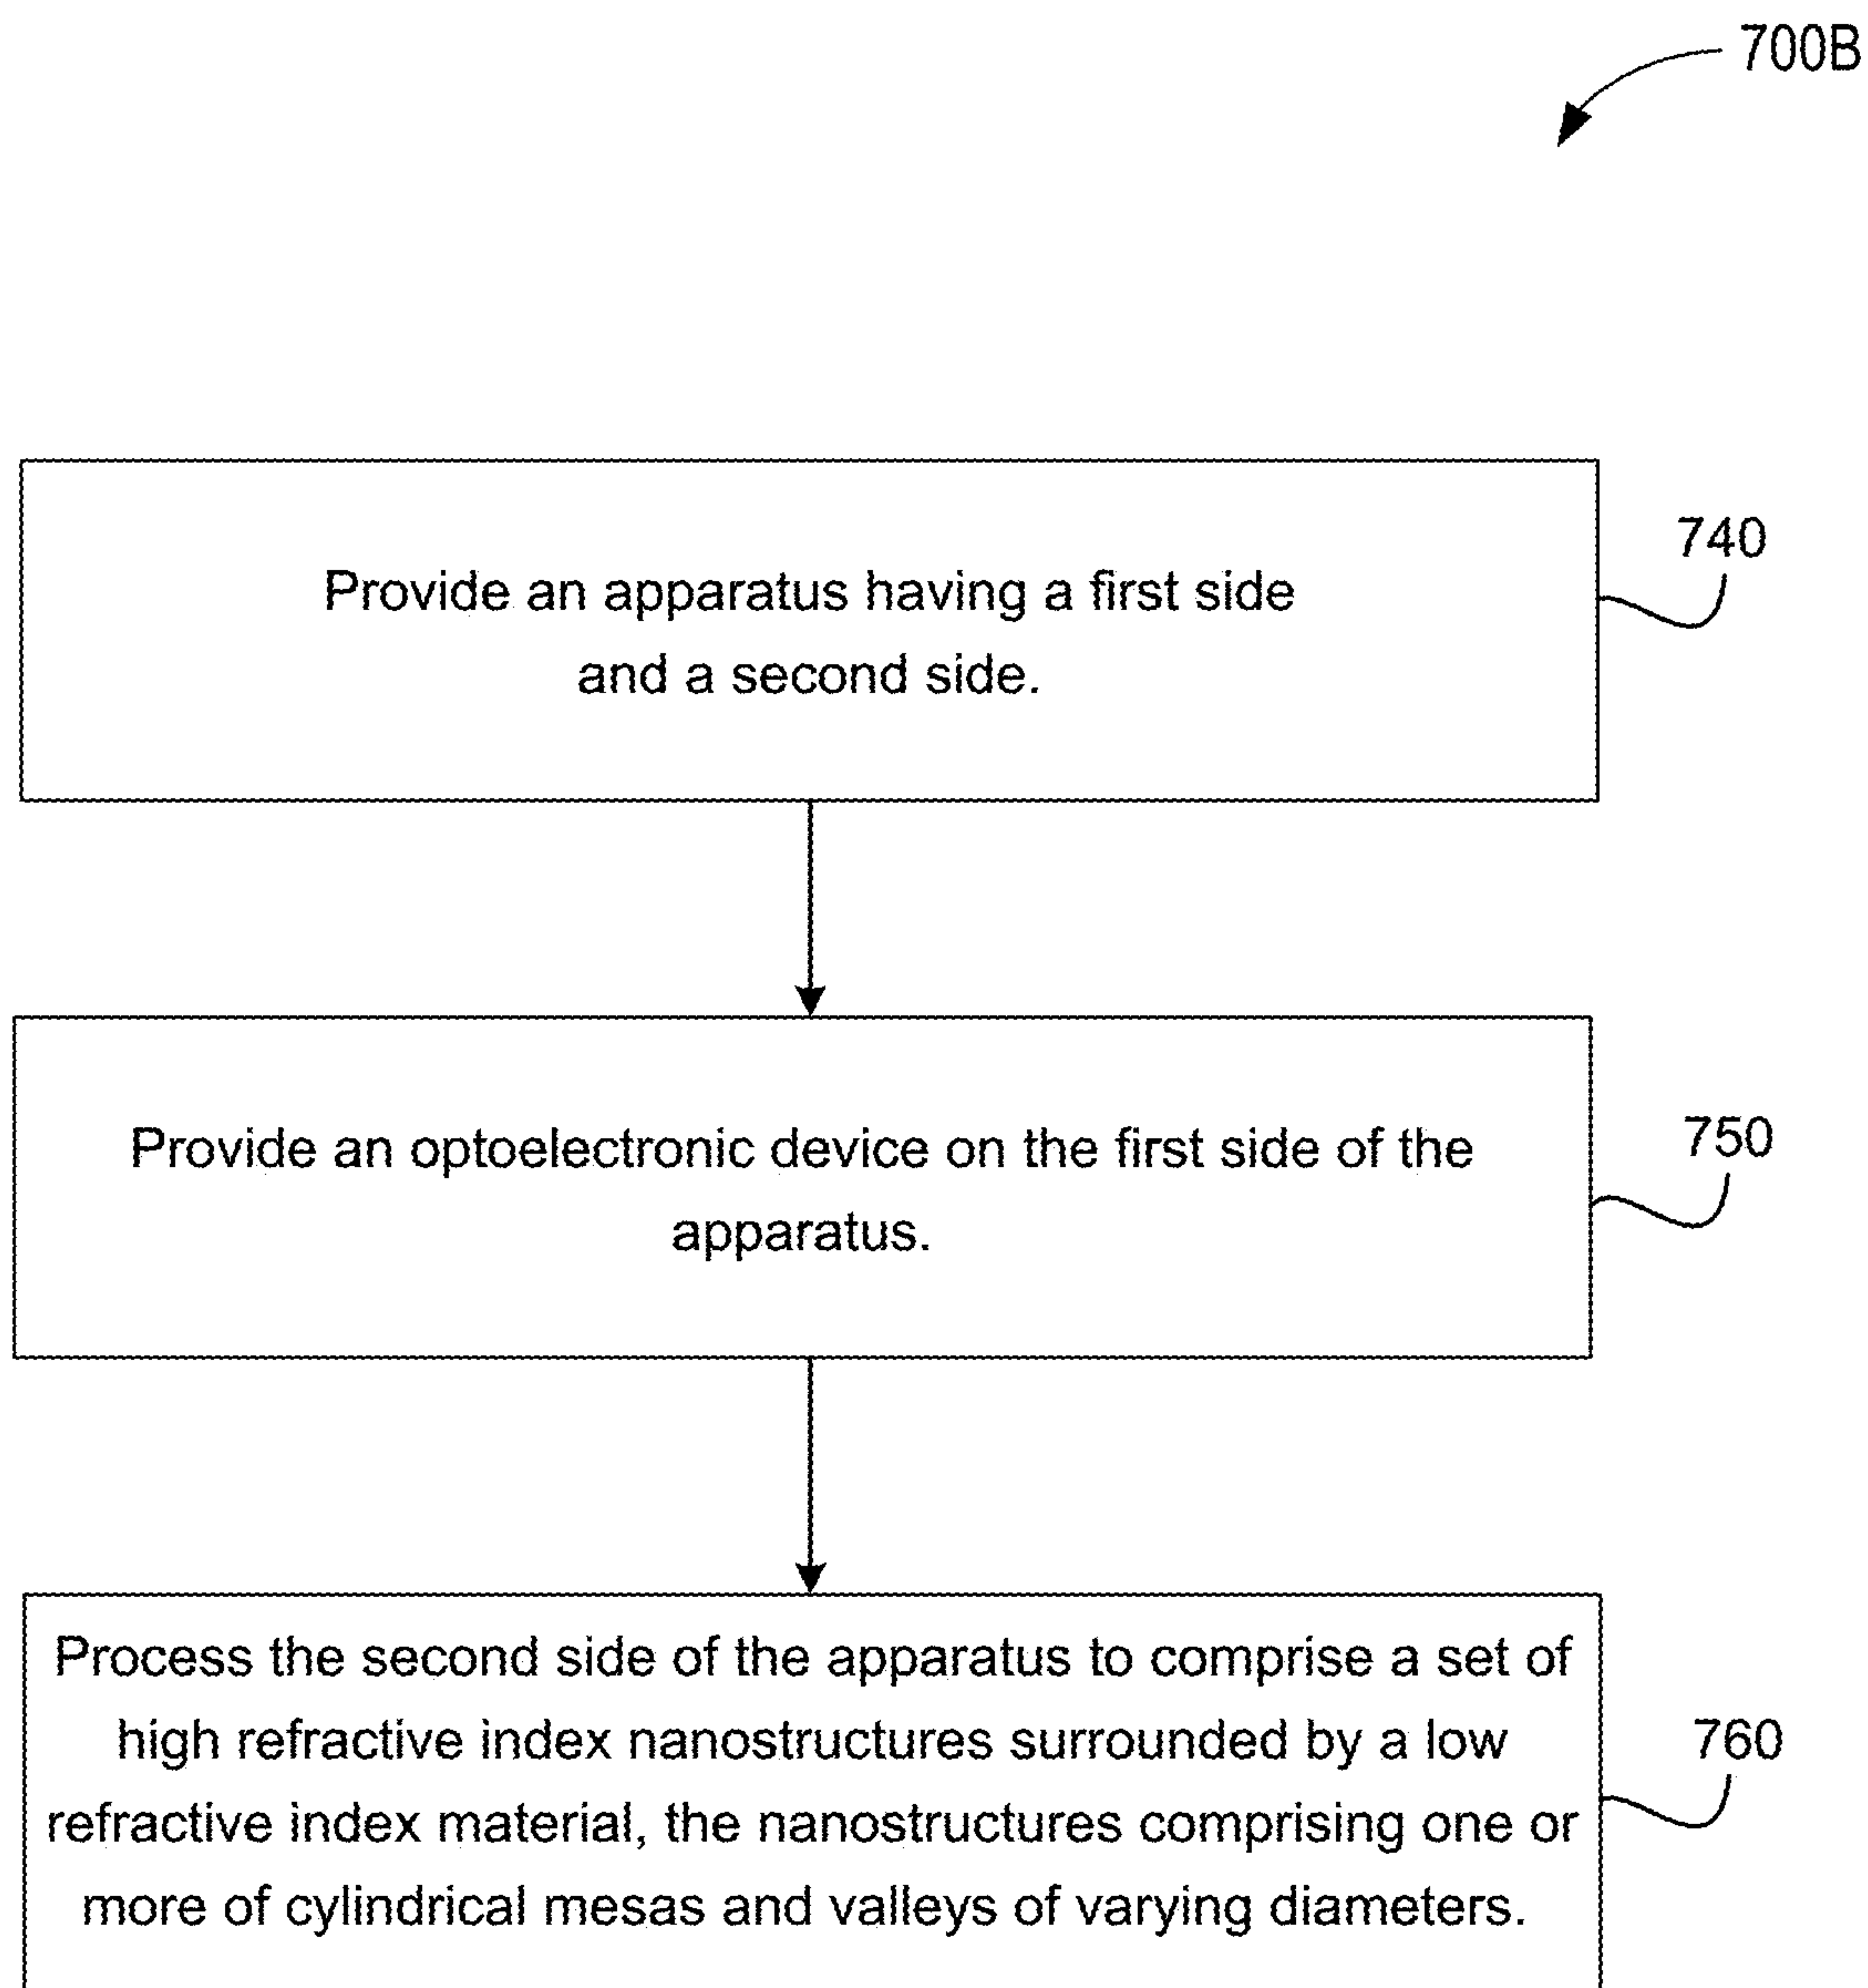 700B
Provide an apparatus having a first side
and a second side.
740
Provide an optoelectronic device on the first side of the
apparatus.
750
Process the second side of the apparatus to comprise a set of
high refractive index nanostructures surrounded by a low
refractive index material, the nanostructures comprising one or
more of cylindrical mesas and valleys of varying diameters.
760